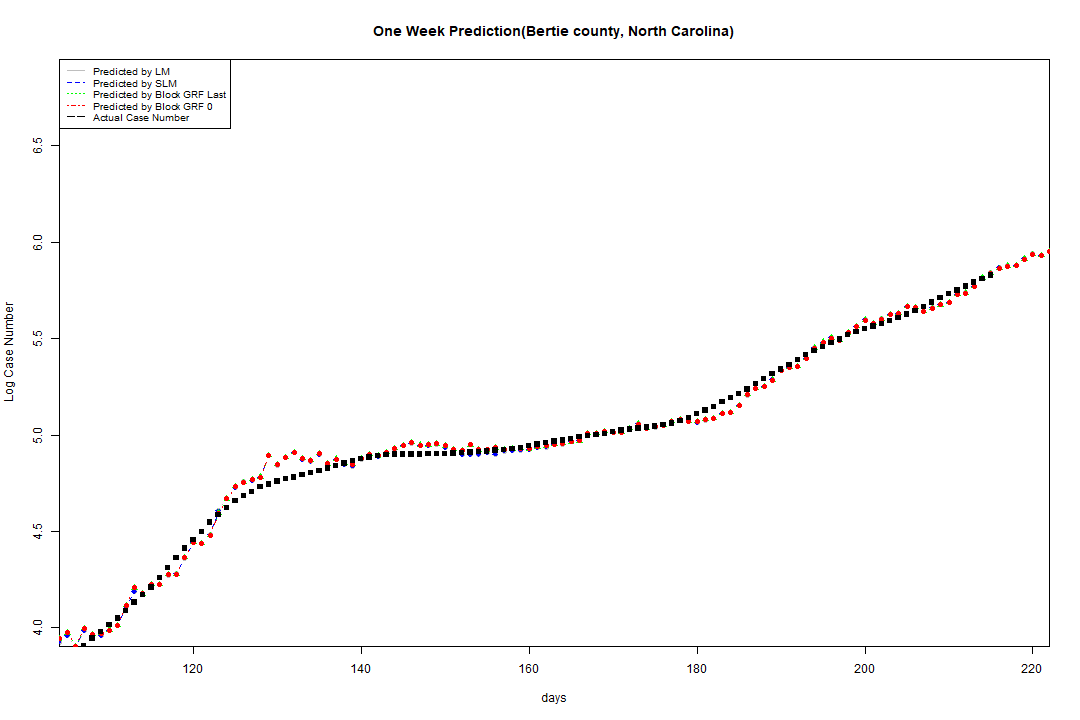 One Week Prediction(Bertie county, North Carolina)
Predicted by LM
Predicted by SLM
Predicted by Block GRF Last
Predicted by Block GRF 0
Actual Case Number
6.5
6.0
5.5
5.0
4.5
4.0
Log Case Number
120 140 160 180 200 220
days